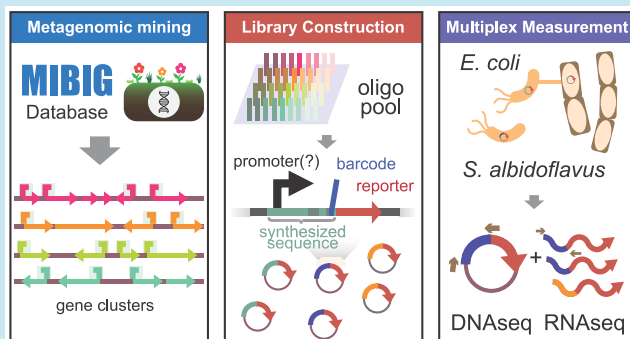 Metagenomic mining
MIBIG
Database
gene clusters
Library Construction
oligo
pool
promoter(?)
barcode
reporter
synthesized
sequence
Multiplex Measurement
E. coli
S. albidoflavus
+
DNAseq RNAseq